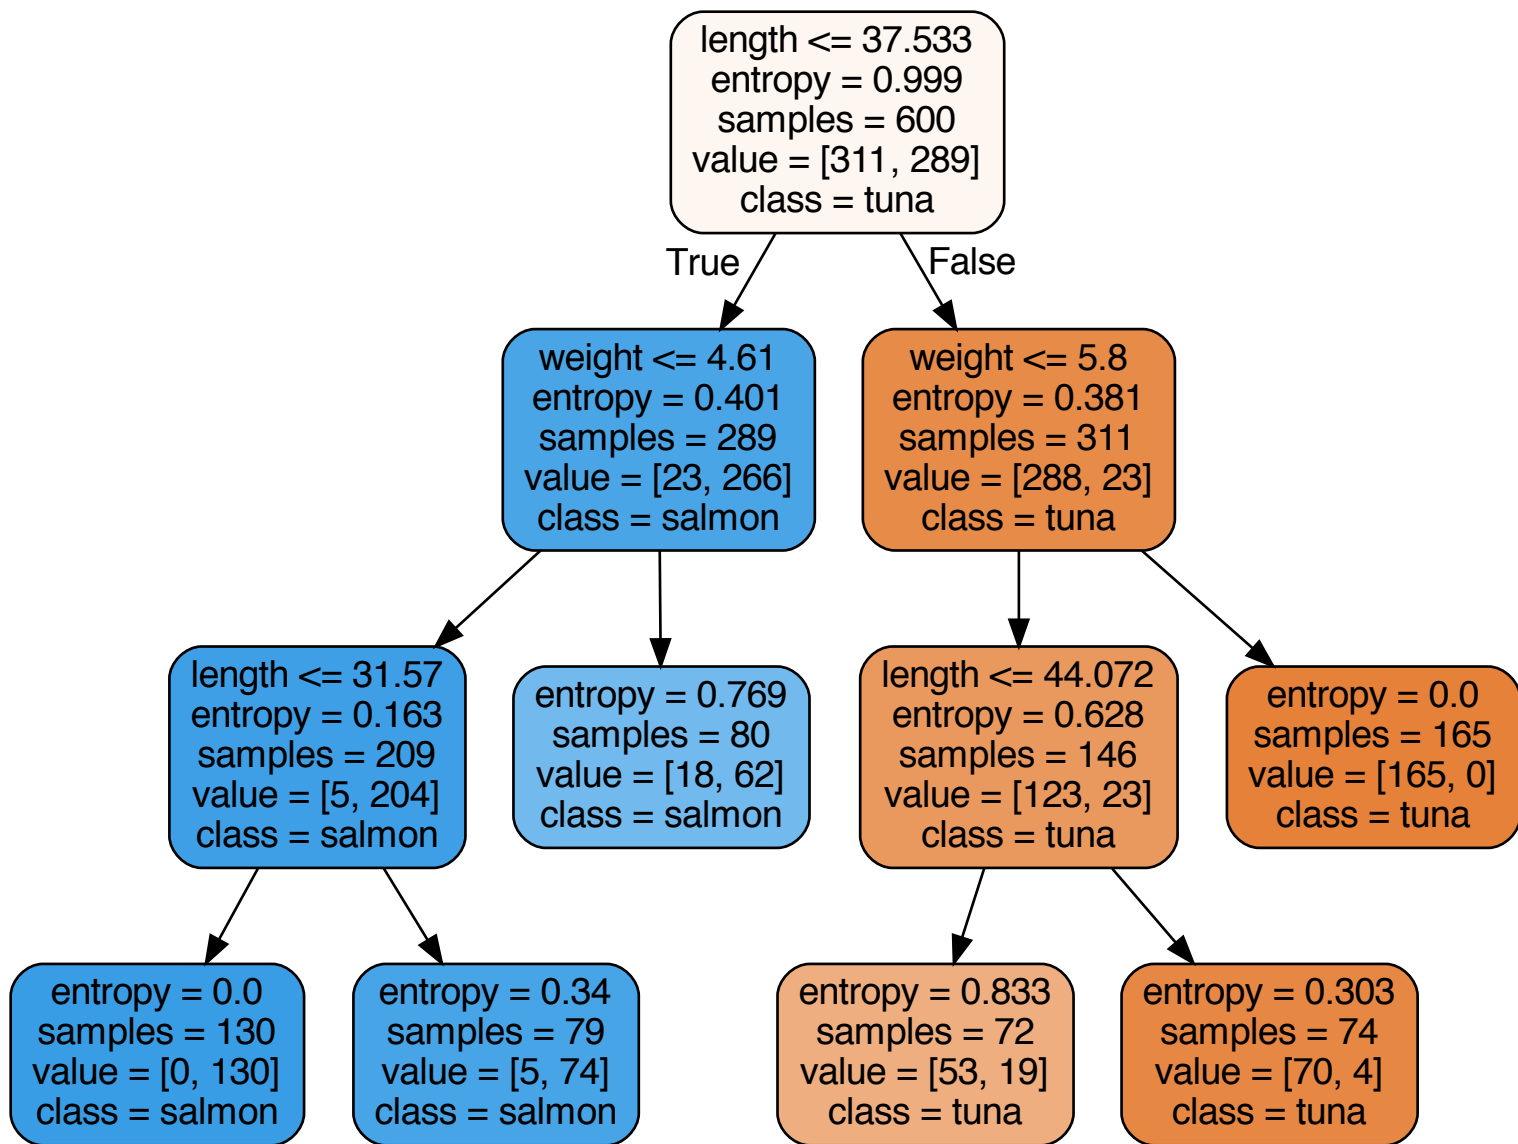 length <= 37.533
entropy = 0.999
samples = 600
value = [311, 289]
class = tuna
True
False
weight <= 4.61
entropy = 0.401
samples = 289
value = [23, 266]
class = salmon
weight <= 5.8
entropy = 0.381
samples = 311
value = [288, 23]
class = tuna
length <= 31.57
entropy = 0.163
samples = 209
value = [5, 204]
class = salmon
entropy = 0.769
samples = 80
value = [18, 62]
class = salmon
length <= 44.072
entropy = 0.628
samples = 146
value = [123, 23]
class = tuna
entropy = 0.0
samples = 165
value = [165, 0]
class = tuna
entropy = 0.0
samples = 130
value = [0, 130]
class = salmon
entropy = 0.34
samples = 79
value = [5, 74]
class = salmon
entropy = 0.833
samples = 72
value = [53, 19]
class = tuna
entropy = 0.303
samples = 74
value = [70, 4]
class = tuna